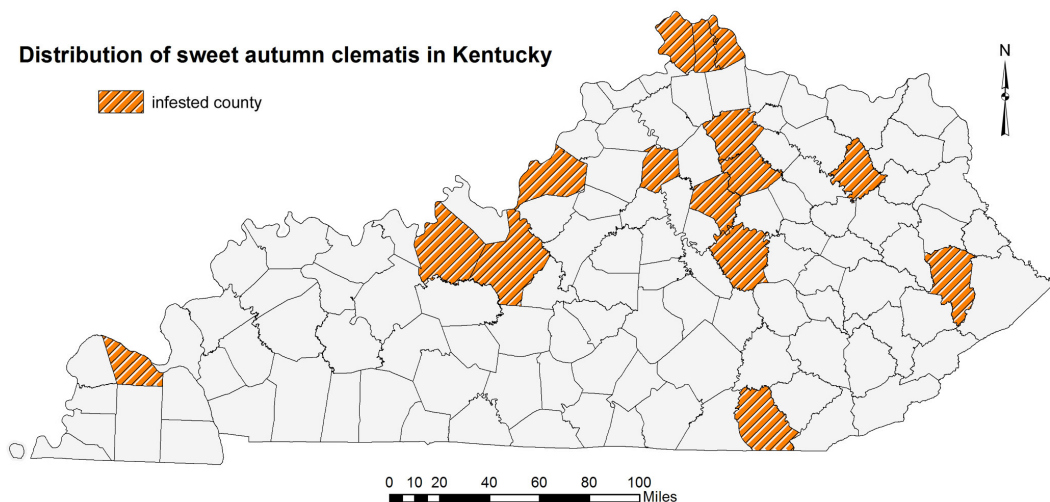 Distribution of sweet autumn clematis in Kentucky
infested county
N
0 10 20 40 60 80 100
Miles